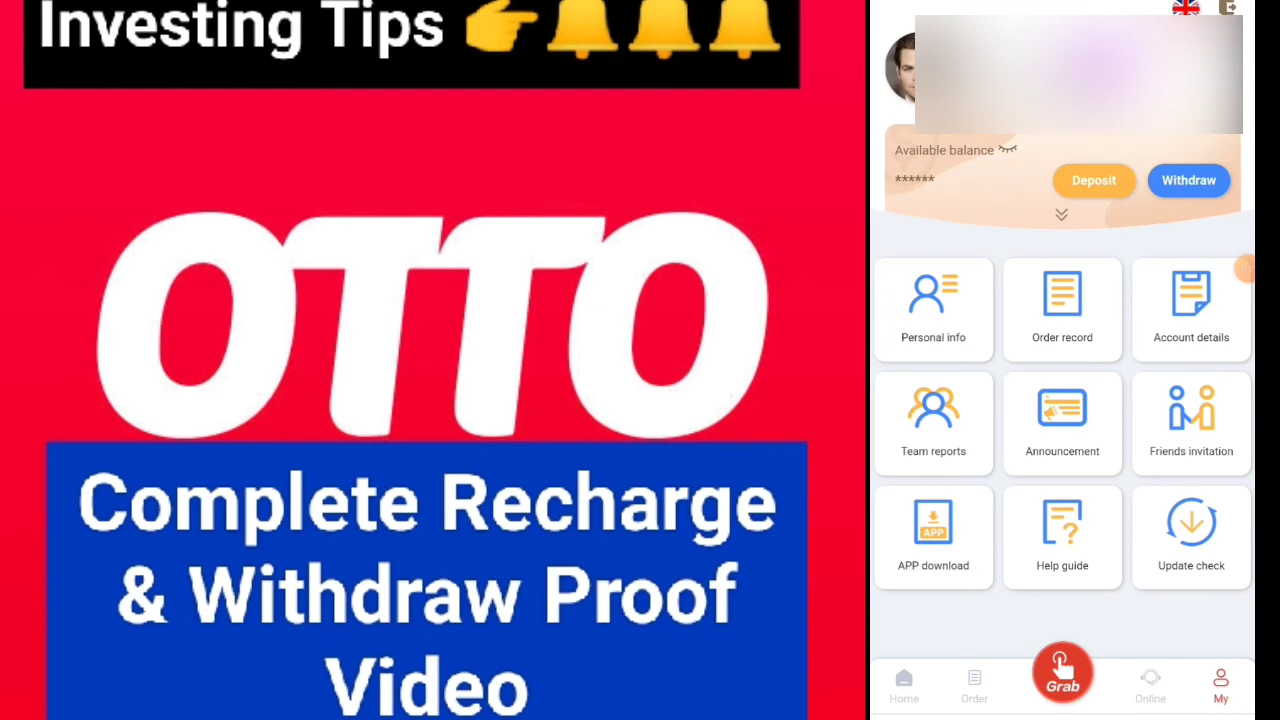 Investing Tips 👉🔔🔔🔔
OTTO
Complete Recharge
& Withdraw Proof
Video
Available balance
******
Deposit
Withdraw
Personal info
Order record
Account details
Team reports
Announcement
Friends invitation
APP
APP download
Help guide
Update check
Grab
Home
Order
Online
My